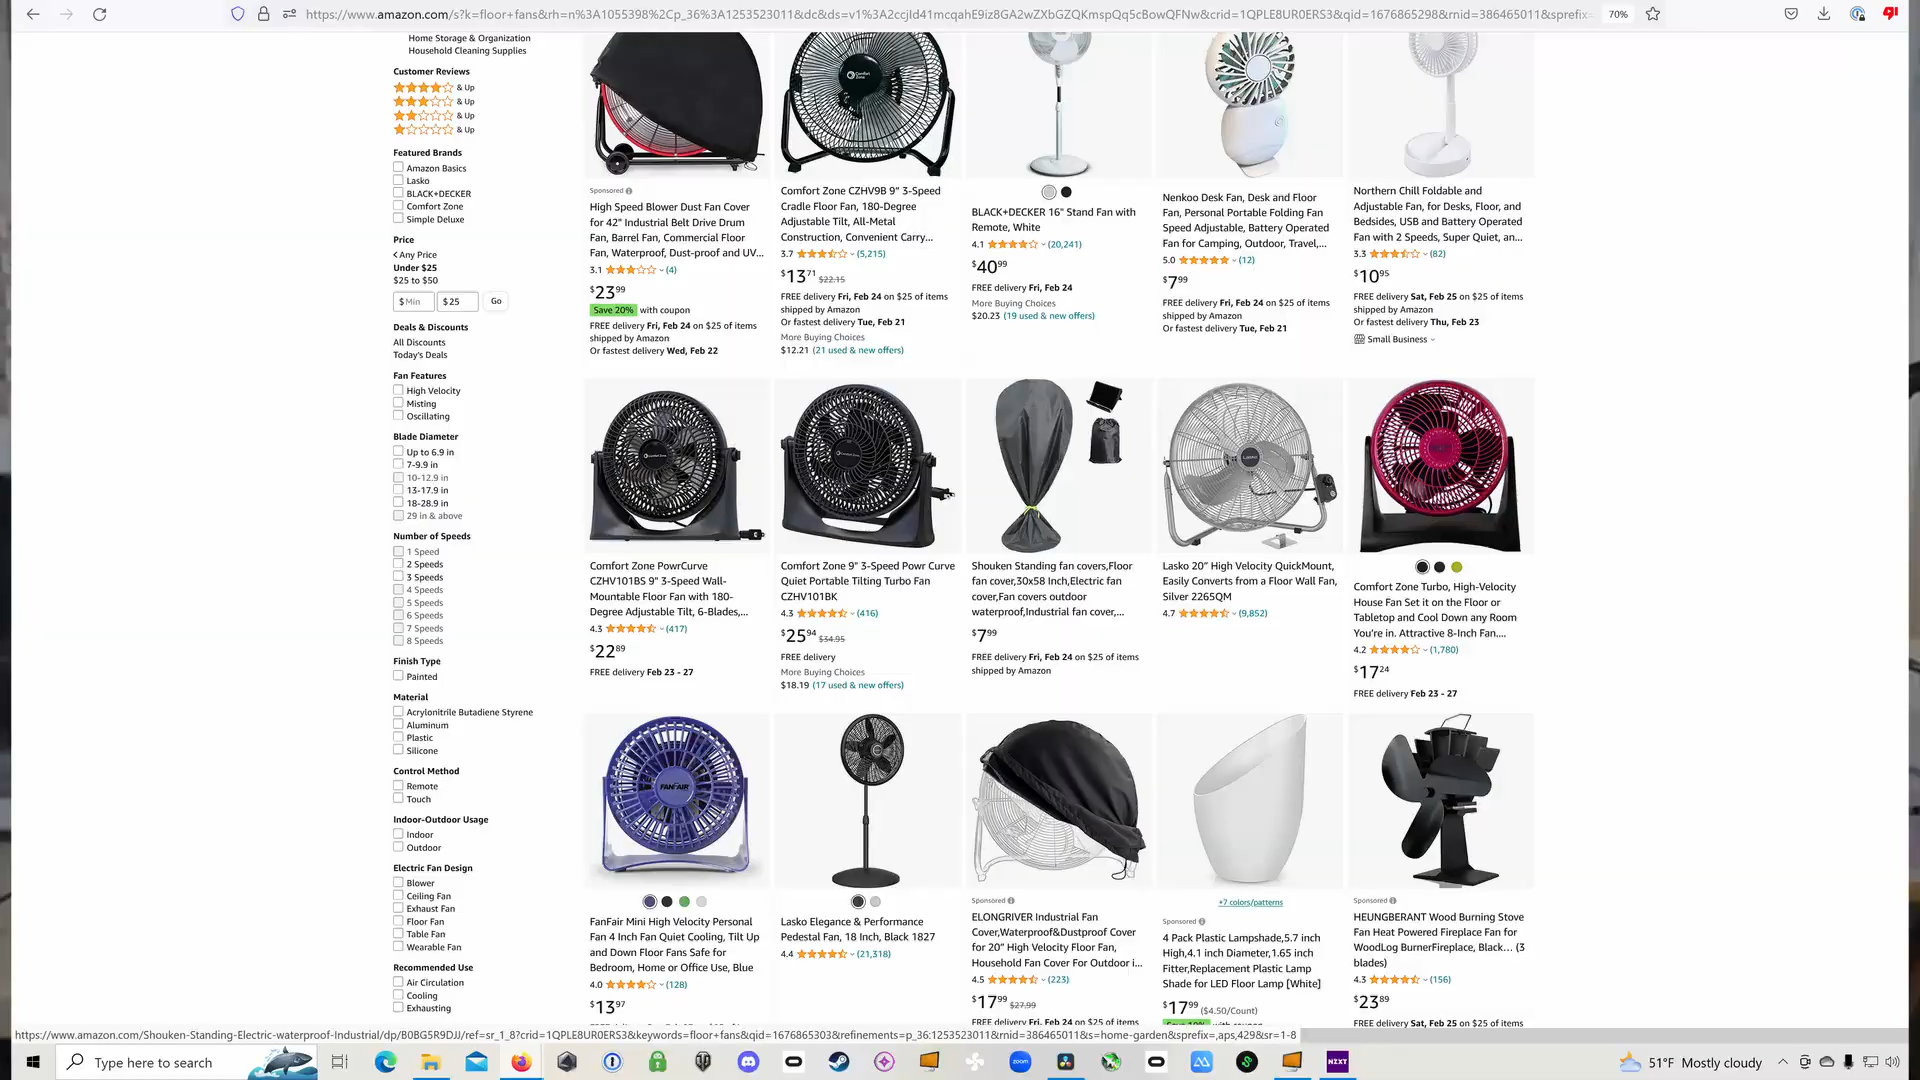 https://www.amazon.com/s?k=floor+fans&rh=n%3A1055398%2Cp_36%3A1253523011&dc&ds=v1%3A2ccjId41mcqahE9iz8GA2wZXbGZQKmspQq5cBowQFNw&crid=1QPLE8UR0ERS3&qid=1676865298&rnid=386465011&sprefix=
70%
Home Storage & Organization
Household Cleaning Supplies
Customer Reviews
& Up
& Up
& Up
& Up
Featured Brands
Amazon Basics
Lasko
BLACK+DECKER
Comfort Zone
Simple Deluxe
Price
Any Price
Under $25
$25 to $50
$ Min
$ 25
Go
Deals & Discounts
All Discounts
Today's Deals
Fan Features
High Velocity
Misting
Oscillating
Blade Diameter
Up to 6.9 in
7-9.9 in
10-12.9 in
13-17.9 in
18-28.9 in
29 in & above
Number of Speeds
1 Speed
2 Speeds
3 Speeds
4 Speeds
5 Speeds
6 Speeds
7 Speeds
8 Speeds
Finish Type
Painted
Material
Acrylonitrile Butadiene Styrene
Aluminum
Plastic
Silicone
Control Method
Remote
Touch
Indoor-Outdoor Usage
Indoor
Outdoor
Electric Fan Design
Blower
Ceiling Fan
Exhaust Fan
Floor Fan
Table Fan
Wearable Fan
Recommended Use
Air Circulation
Cooling
Exhausting
Sponsored
High Speed Blower Dust Fan Cover
for 42" Industrial Belt Drive Drum
Fan, Barrel Fan, Commercial Floor
Fan, Waterproof, Dust-proof and UV...
3.1 (4)
$23 99
Save 20% with coupon
FREE delivery Fri, Feb 24 on $25 of items
shipped by Amazon
Or fastest delivery Wed, Feb 22
Comfort Zone
Comfort Zone CZHV9B 9" 3-Speed
Cradle Floor Fan, 180-Degree
Adjustable Tilt, All-Metal
Construction, Convenient Carry...
3.7 (5,215)
$13 71 $22.15
FREE delivery Fri, Feb 24 on $25 of items
shipped by Amazon
Or fastest delivery Tue, Feb 21
More Buying Choices
$12.21 (21 used & new offers)
BLACK+DECKER 16" Stand Fan with
Remote, White
4.1 (20,241)
$40 99
FREE delivery Fri, Feb 24
More Buying Choices
$20.23 (19 used & new offers)
Nenkoo Desk Fan, Desk and Floor
Fan, Personal Portable Folding Fan
Speed Adjustable, Battery Operated
Fan for Camping, Outdoor, Travel,...
5.0 (12)
$7 99
FREE delivery Fri, Feb 24 on $25 of items
shipped by Amazon
Or fastest delivery Tue, Feb 21
Northern Chill Foldable and
Adjustable Fan, for Desks, Floor, and
Bedsides, USB and Battery Operated
Fan with 2 Speeds, Super Quiet, an...
3.3 (82)
$10 95
FREE delivery Sat, Feb 25 on $25 of items
shipped by Amazon
Or fastest delivery Thu, Feb 23
Small Business
Comfort Zone
Comfort Zone PowrCurve
CZHV101BS 9" 3-Speed Wall-
Mountable Floor Fan with 180-
Degree Adjustable Tilt, 6-Blades,...
4.3 (417)
$22 89
FREE delivery Feb 23 - 27
Comfort Zone
Comfort Zone 9" 3-Speed Powr Curve
Quiet Portable Tilting Turbo Fan
CZHV101BK
4.3 (416)
$25 94 $34.95
FREE delivery
More Buying Choices
$18.19 (17 used & new offers)
Shouken Standing fan covers,Floor
fan cover,30x58 Inch,Electric fan
cover,Fan covers outdoor
waterproof,Industrial fan cover,...
$7 99
FREE delivery Fri, Feb 24 on $25 of items
shipped by Amazon
Lasko
Lasko 20″ High Velocity QuickMount,
Easily Converts from a Floor Wall Fan,
Silver 2265QM
4.7 (9,852)
Comfort Zone Turbo, High-Velocity
House Fan Set it on the Floor or
Tabletop and Cool Down any Room
You're in. Attractive 8-Inch Fan....
4.2 (1,780)
$17 24
FREE delivery Feb 23 - 27
FANFAIR
FanFair Mini High Velocity Personal
Fan 4 Inch Fan Quiet Cooling, Tilt Up
and Down Floor Fans Safe for
Bedroom, Home or Office Use, Blue
4.0 (128)
$13 97
Lasko Elegance & Performance
Pedestal Fan, 18 Inch, Black 1827
4.4 (21,318)
Sponsored
ELONGRIVER Industrial Fan
Cover,Waterproof&Dustproof Cover
for 20" High Velocity Floor Fan,
Household Fan Cover For Outdoor i...
4.5 (223)
$17 99 $27.99
FREE delivery Fri, Feb 24 on $25 of items
+7 colors/patterns
Sponsored
4 Pack Plastic Lampshade,5.7 inch
High,4.1 inch Diameter,1.65 inch
Fitter,Replacement Plastic Lamp
Shade for LED Floor Lamp [White]
$17 99 ($4.50/Count)
Sponsored
HEUNGBERANT Wood Burning Stove
Fan Heat Powered Fireplace Fan for
WoodLog BurnerFireplace, Black... (3
blades)
4.3 (156)
$23 89
FREE delivery Sat, Feb 25 on $25 of items
https://www.amazon.com/Shouken-Standing-Electric-waterproof-Industrial/dp/B0BG5R9DJJ/ref=sr_1_8?crid=1QPLE8UR0ERS3&keywords=floor+fans&qid=1676865303&refinements=p_36:1253523011&rnid=386465011&s=home-garden&sprefix=,aps,429&sr=1-8
Type here to search
zoom
NZXT
51°F Mostly cloudy